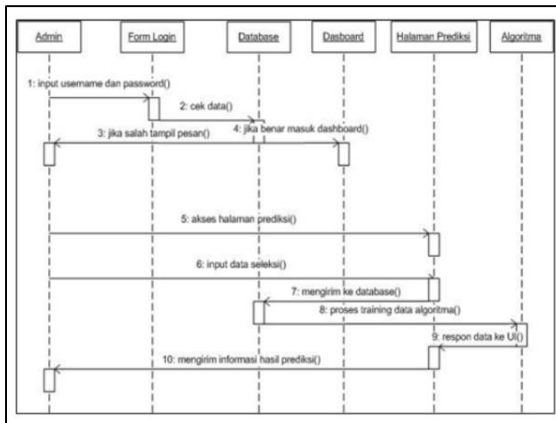 Admin
Form Login
Database
Dasboard
Halaman Prediksi
Algoritma
1: input username dan password()
2: cek data()
3: jika salah tampil pesan()
4: jika benar masuk dashboard()
5: akses halaman prediksi()
6: input data seleksi()
7: mengirim ke database()
8: proses training data algoritma()
9: respon data ke UI()
10: mengirim informasi hasil prediksi()